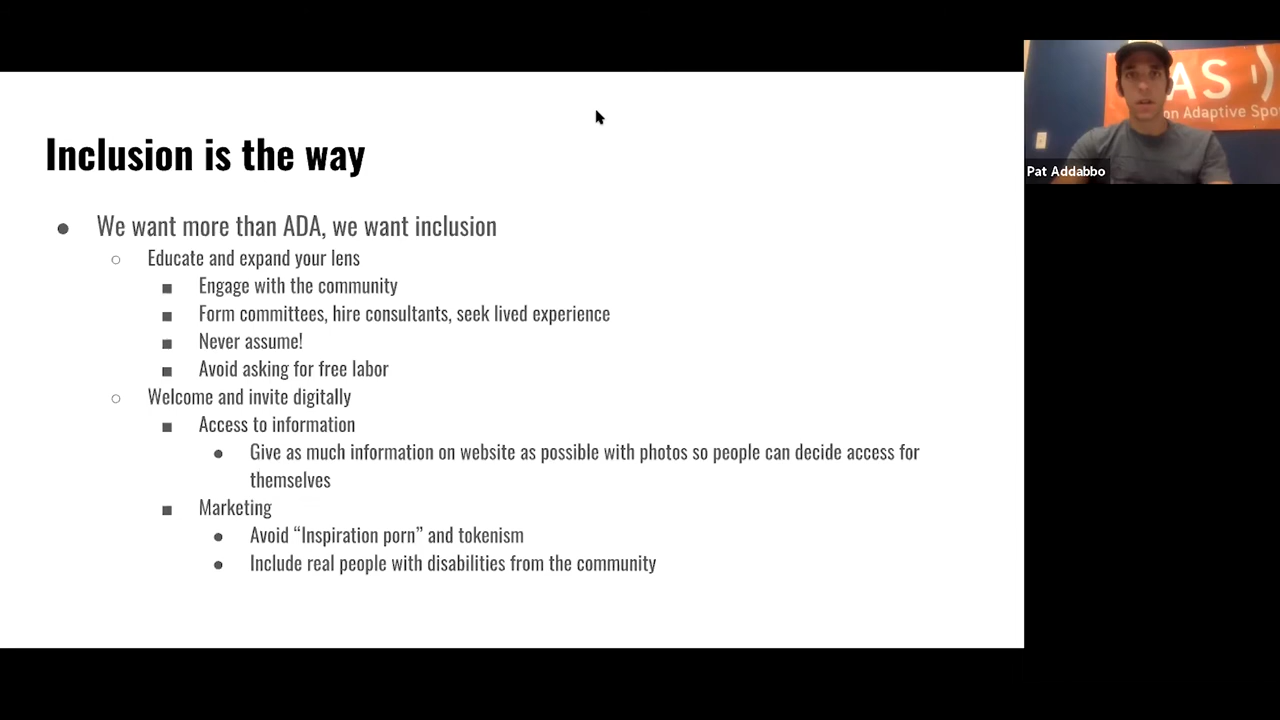 Inclusion is the way
● We want more than ADA, we want inclusion
○ Educate and expand your lens
■ Engage with the community
■ Form committees, hire consultants, seek lived experience
■ Never assume!
■ Avoid asking for free labor
○ Welcome and invite digitally
■ Access to information
● Give as much information on website as possible with photos so people can decide access for
themselves
■ Marketing
● Avoid “Inspiration porn” and tokenism
● Include real people with disabilities from the community
AS
on Adaptive Spo
Pat Addabbo